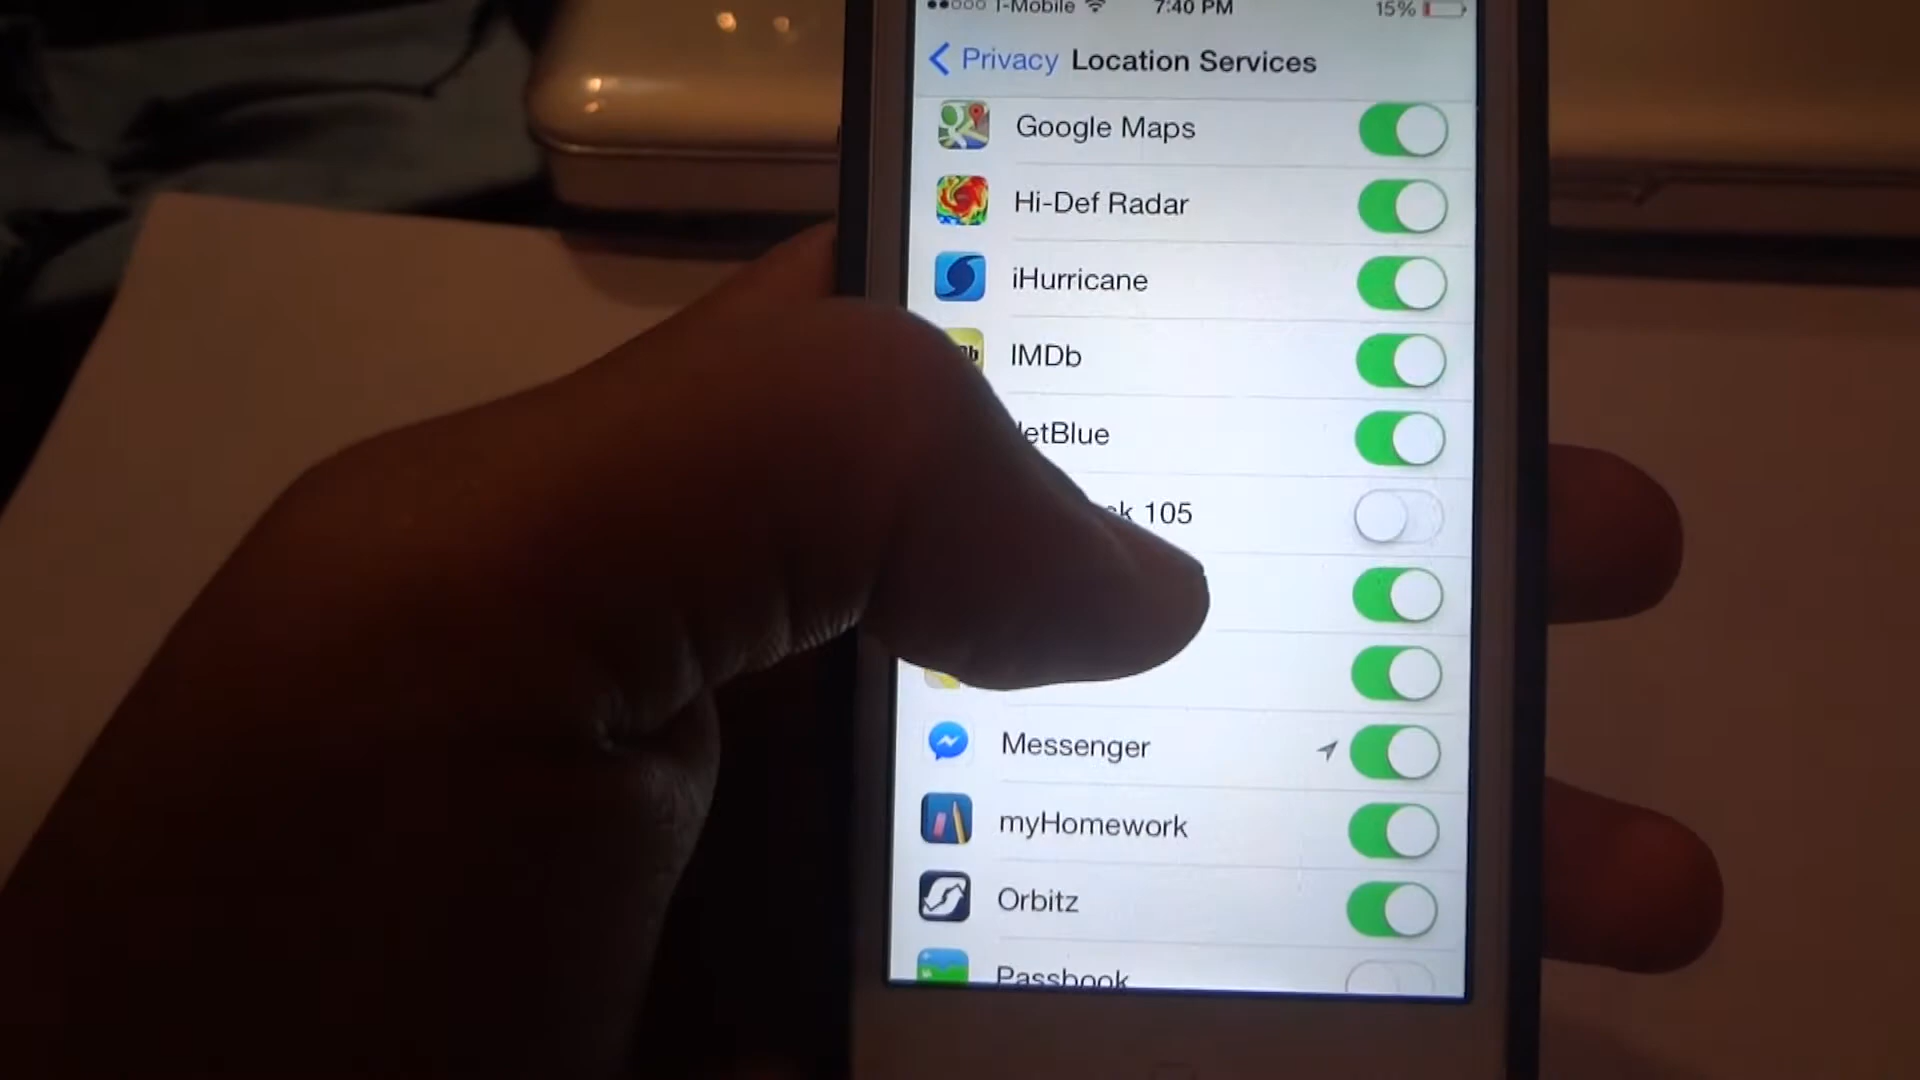 T-Mobile 7:40 PM 15%
Privacy Location Services
Google Maps
Hi-Def Radar
iHurricane
IMDb
JetBlue
105
Messenger
myHomework
Orbitz
Passbook